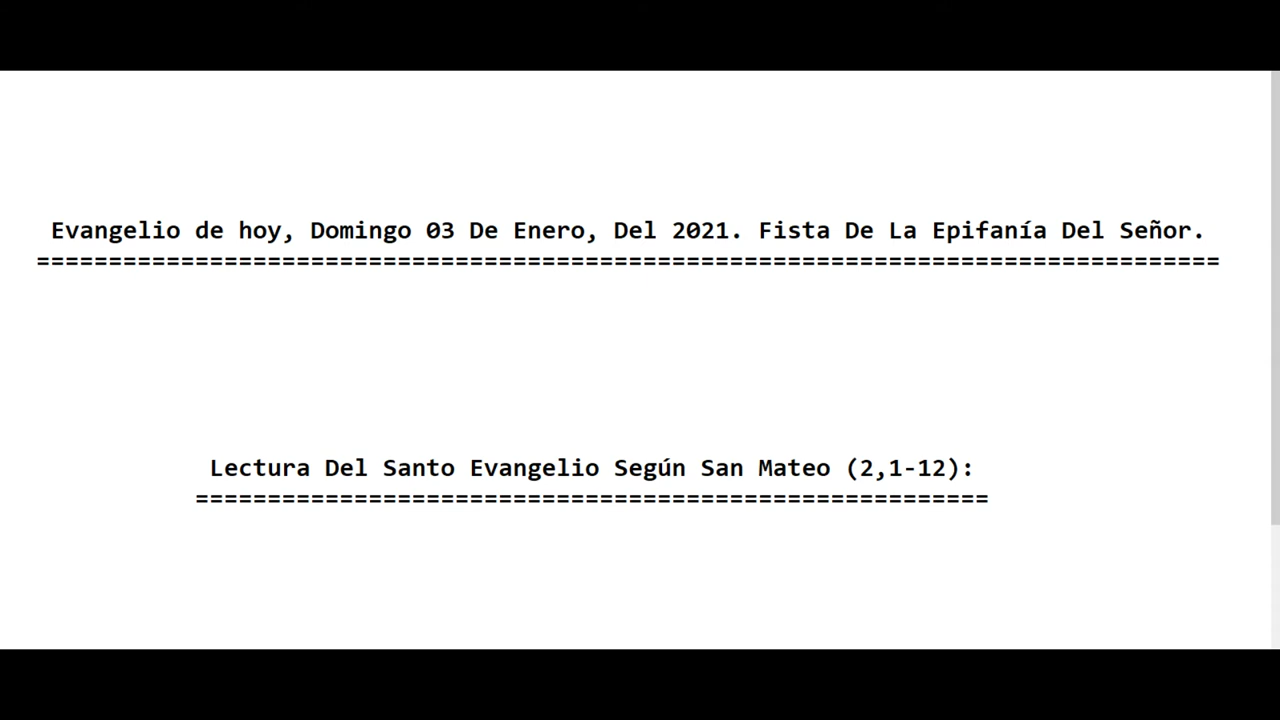 Evangelio de hoy, Domingo 03 De Enero, Del 2021. Fista De La Epifanía Del Señor.
==================================================================================
Lectura Del Santo Evangelio Según San Mateo (2,1-12):
=======================================================